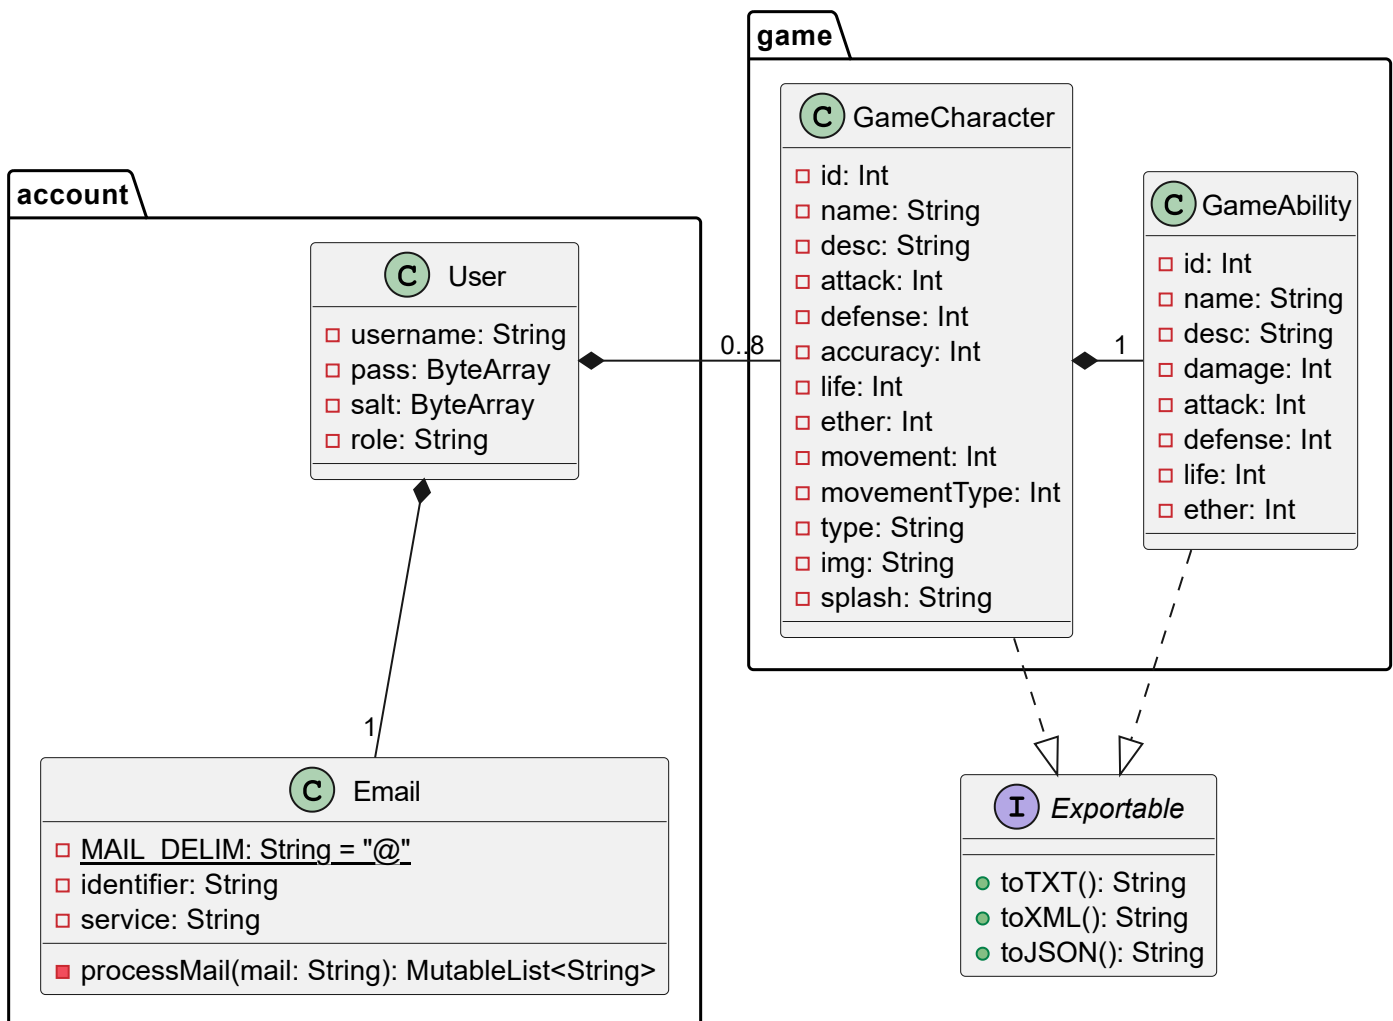 game
C GameCharacter
id: Int
name: String
desc: String
attack: Int
defense: Int
accuracy: Int
life: Int
ether: Int
movement: Int
movementType: Int
type: String
img: String
splash: String
1
C GameAbility
id: Int
name: String
desc: String
damage: Int
attack: Int
defense: Int
life: Int
ether: Int
account
C User
username: String
pass: ByteArray
salt: ByteArray
role: String
0..8
1
C Email
MAIL_DELIM: String = "@"
identifier: String
service: String
processMail(mail: String): MutableList<String>
I Exportable
toTXT(): String
toXML(): String
toJSON(): String